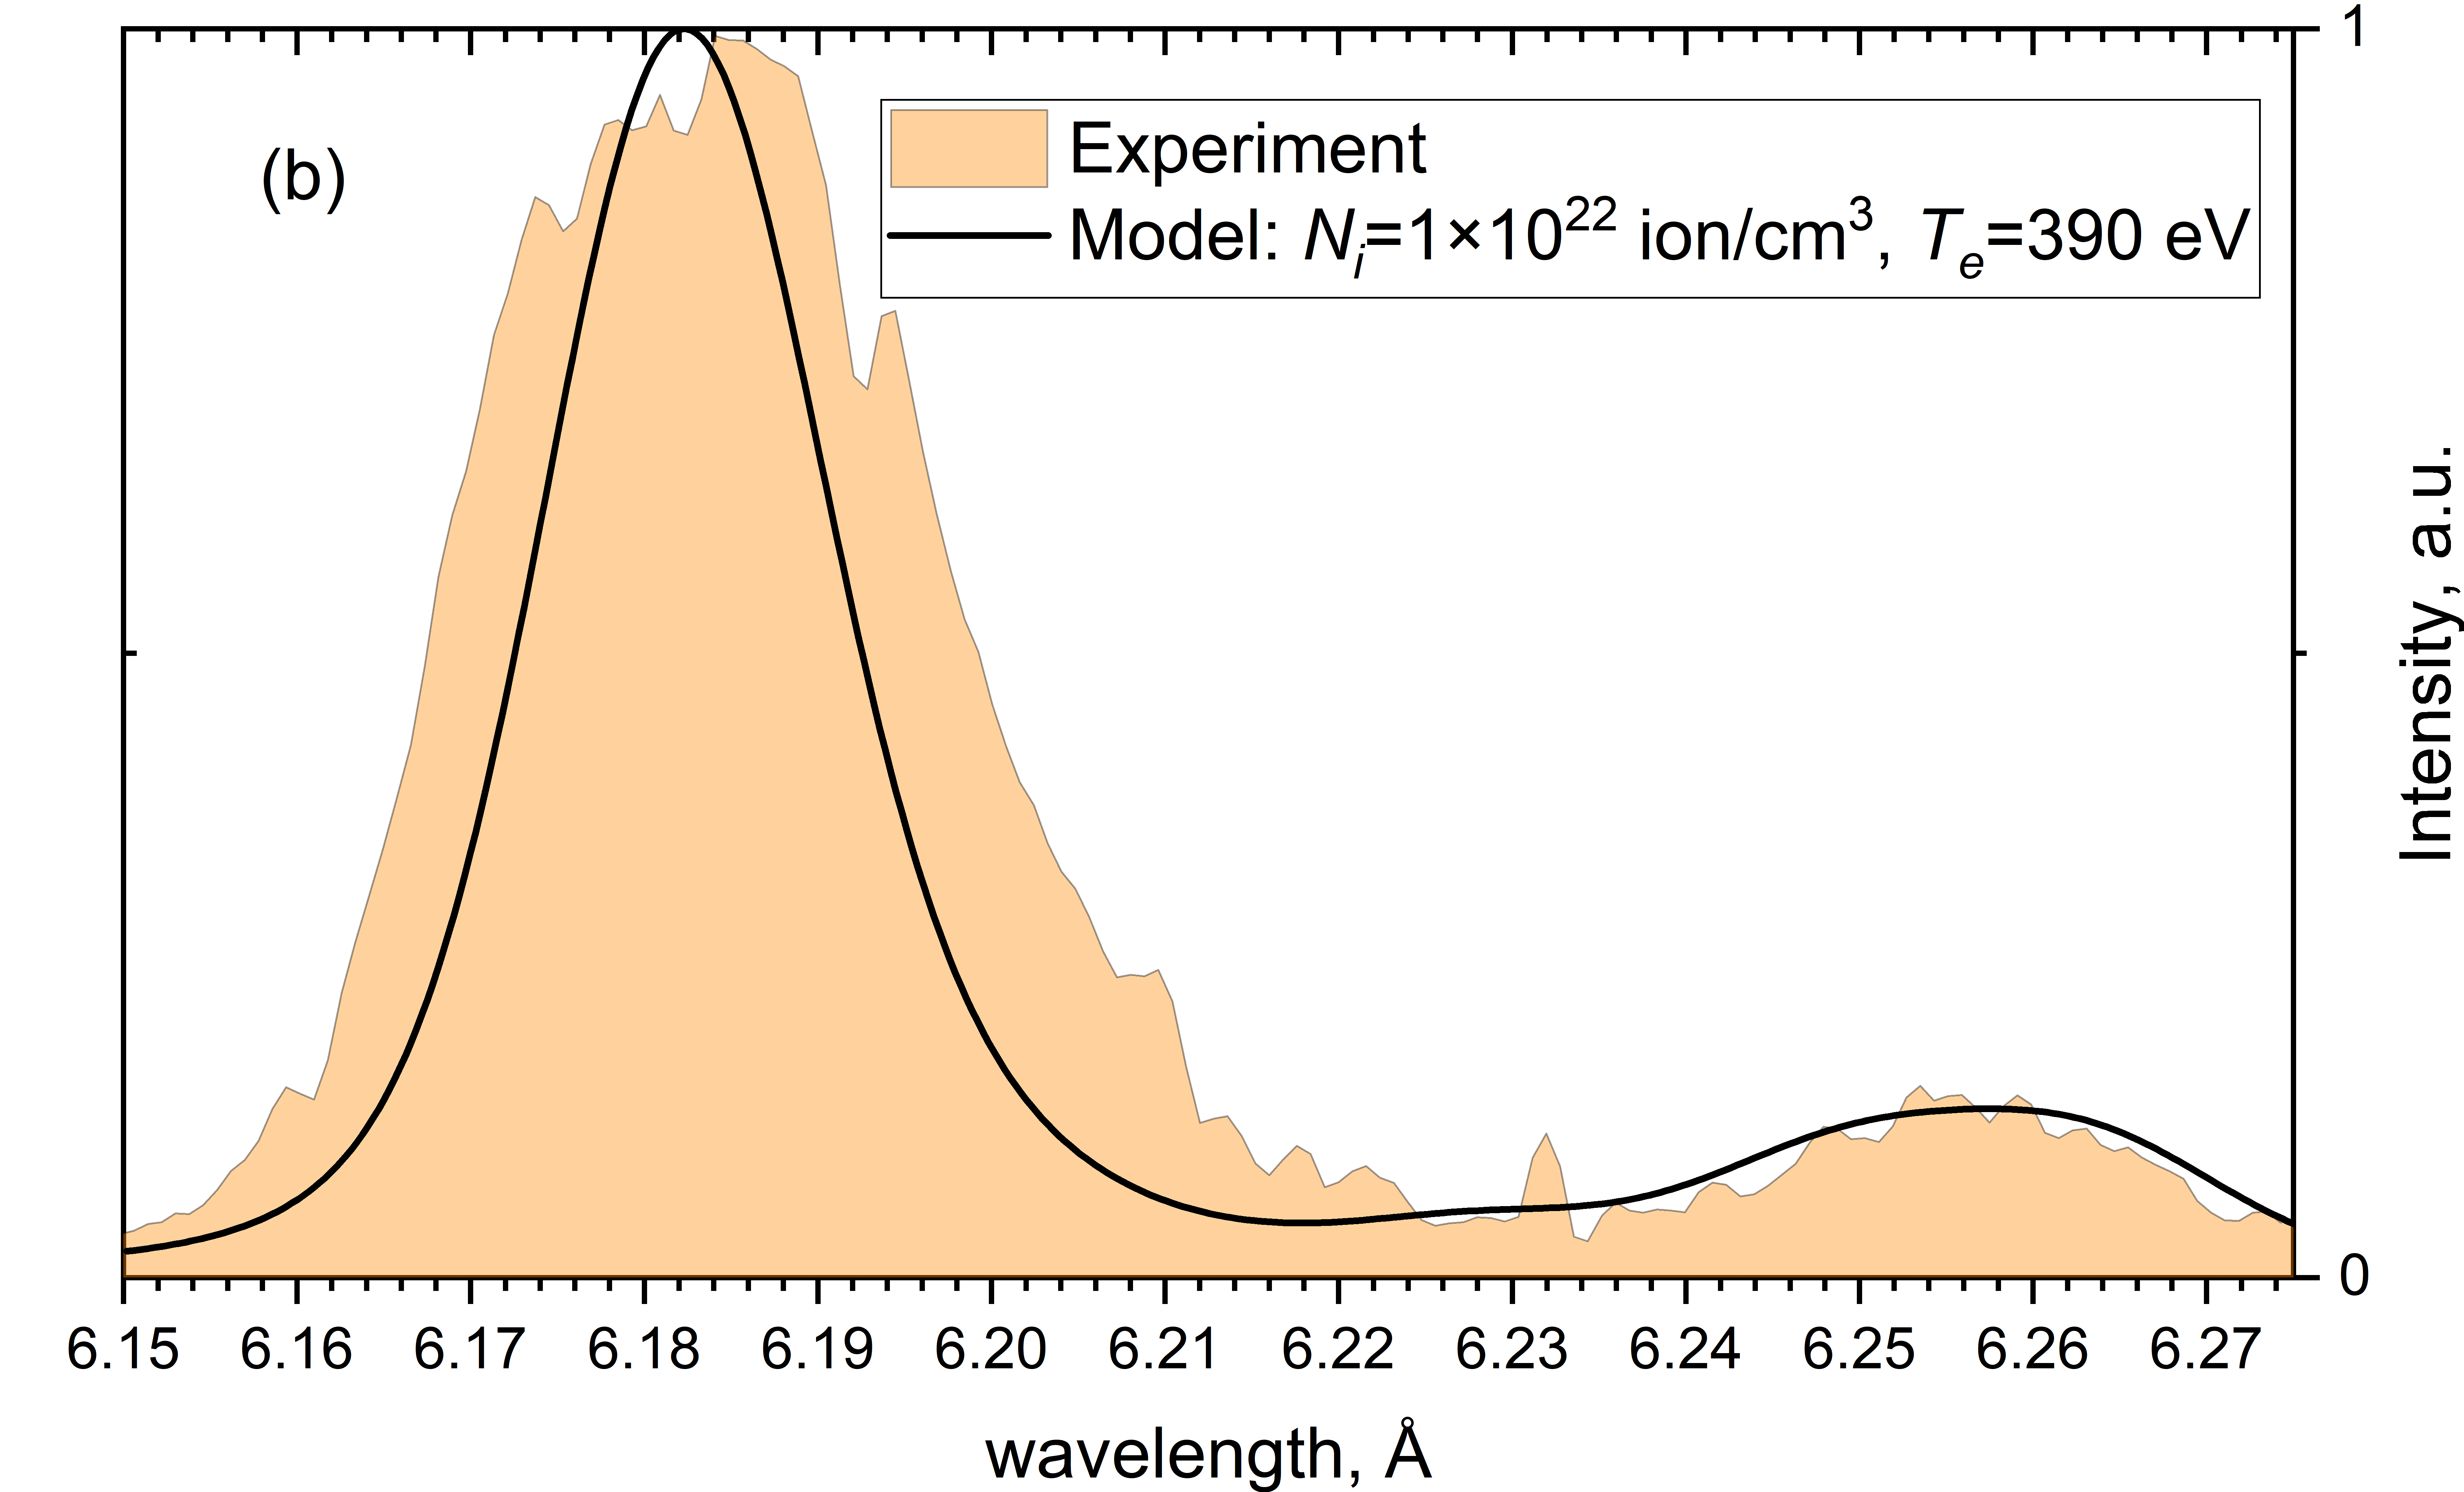 1
(b)
Experiment
Model: Nᵢ=1×10²² ion/cm³, Tₑ=390 eV
Intensity, a.u.
0
6.15 6.16 6.17 6.18 6.19 6.20 6.21 6.22 6.23 6.24 6.25 6.26 6.27
wavelength, Å